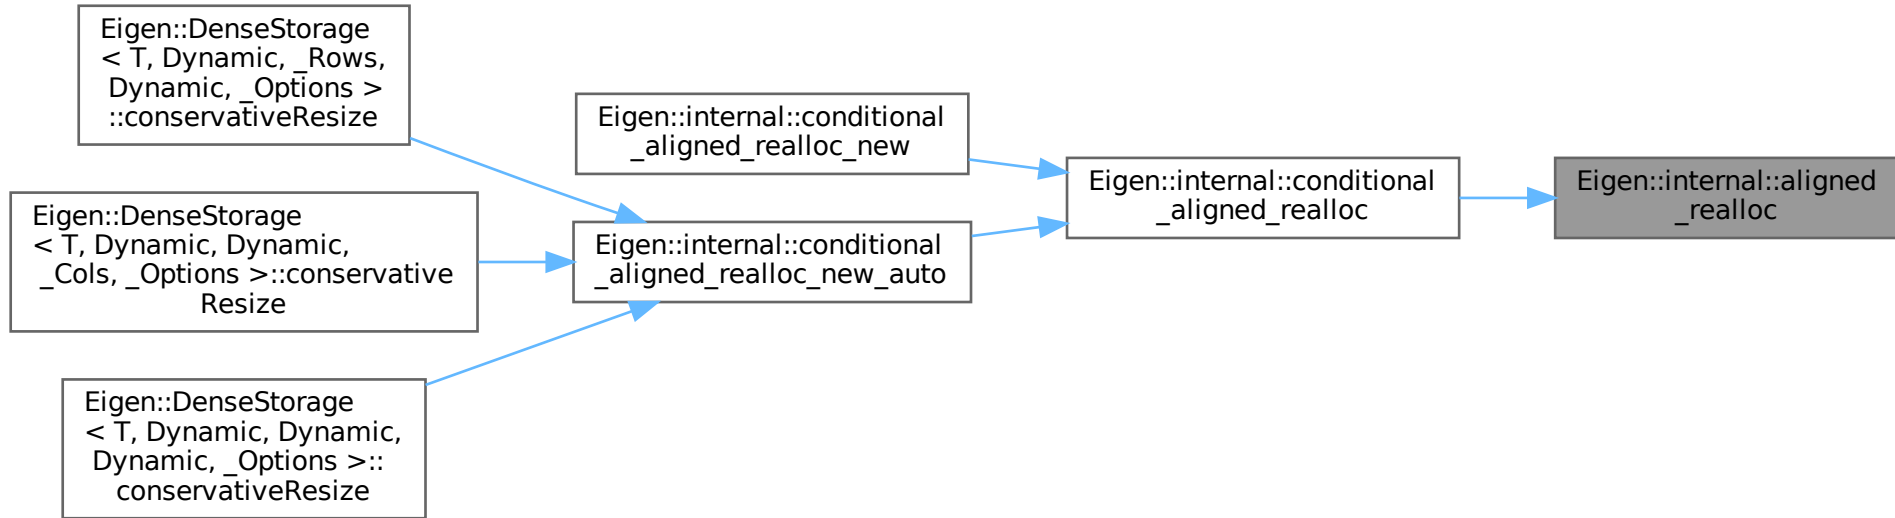 Eigen::DenseStorage
< T, Dynamic, _Rows,
Dynamic, _Options >
::conservativeResize
Eigen::DenseStorage
< T, Dynamic, Dynamic,
_Cols, _Options >::conservative
Resize
Eigen::DenseStorage
< T, Dynamic, Dynamic,
Dynamic, _Options >::
conservativeResize
Eigen::internal::conditional
_aligned_realloc_new
Eigen::internal::conditional
_aligned_realloc_new_auto
Eigen::internal::conditional
_aligned_realloc
Eigen::internal::aligned
_realloc